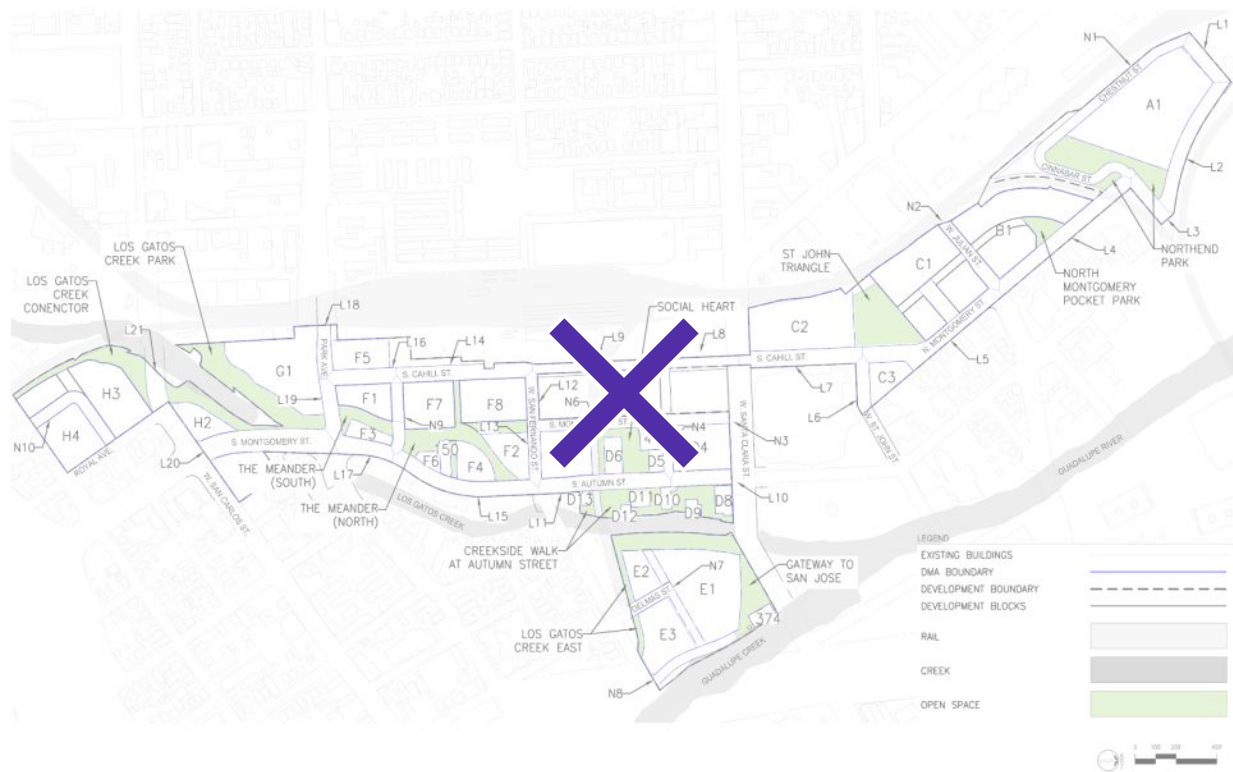 L1
N1
CHESTNUT ST.
A1
L2
CINNABAR ST.
N2
L3
B1
L4
W. JULIAN ST.
NORTHEND
PARK
LOS GATOS
CREEK PARK
ST JOHN
TRIANGLE
C1
NORTH
MONTGOMERY
POCKET PARK
LOS GATOS
CREEK
CONENCTOR
L18
SOCIAL HEART
N. MONTGOMERY ST.
L21
PARK AVE.
L16
L14
L9
L8
C2
L5
F5
S. CAHILL ST.
S. CAHILL ST.
G1
L7
C3
H3
L19
F1
F7
F8
L12
N6
L6
W. ST. JOHN ST.
N10
H4
H2
N9
L13
W. SAN FERNANDO ST.
N4
W. SANTA CLARA ST.
N3
S. MONTGOMERY ST.
F3
150
F2
D6
D5
ROYAL AVE.
L20
F6
F4
GUADALUPE RIVER
THE MEANDER
(SOUTH)
L17
S. AUTUMN ST.
L10
W. SAN CARLOS ST.
LOS GATOS CREEK
D13
D11
D10
D8
THE MEANDER
(NORTH)
L15
L11
D12
D9
CREEKSIDE WALK
AT AUTUMN STREET
GATEWAY TO
SAN JOSE
E2
N7
E1
DELMAS ST.
LOS GATOS
CREEK EAST
E3
374
N8
GUADALUPE CREEK
LEGEND
EXISTING BUILDINGS
DMA BOUNDARY
DEVELOPMENT BOUNDARY
DEVELOPMENT BLOCKS
RAIL
CREEK
OPEN SPACE
0 100 200 400